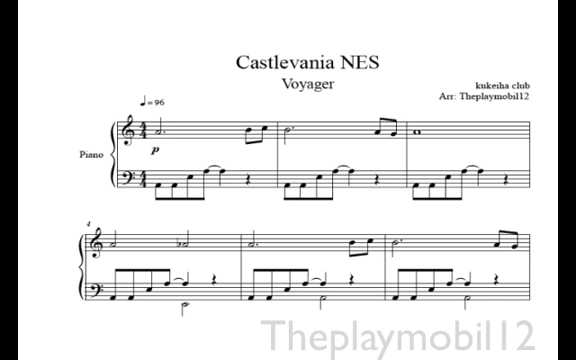 Castlevania NES
Voyager
kukeiha club
Arr: Theplaymobil12
♩ = 96
Piano
p
4
Theplaymobil12